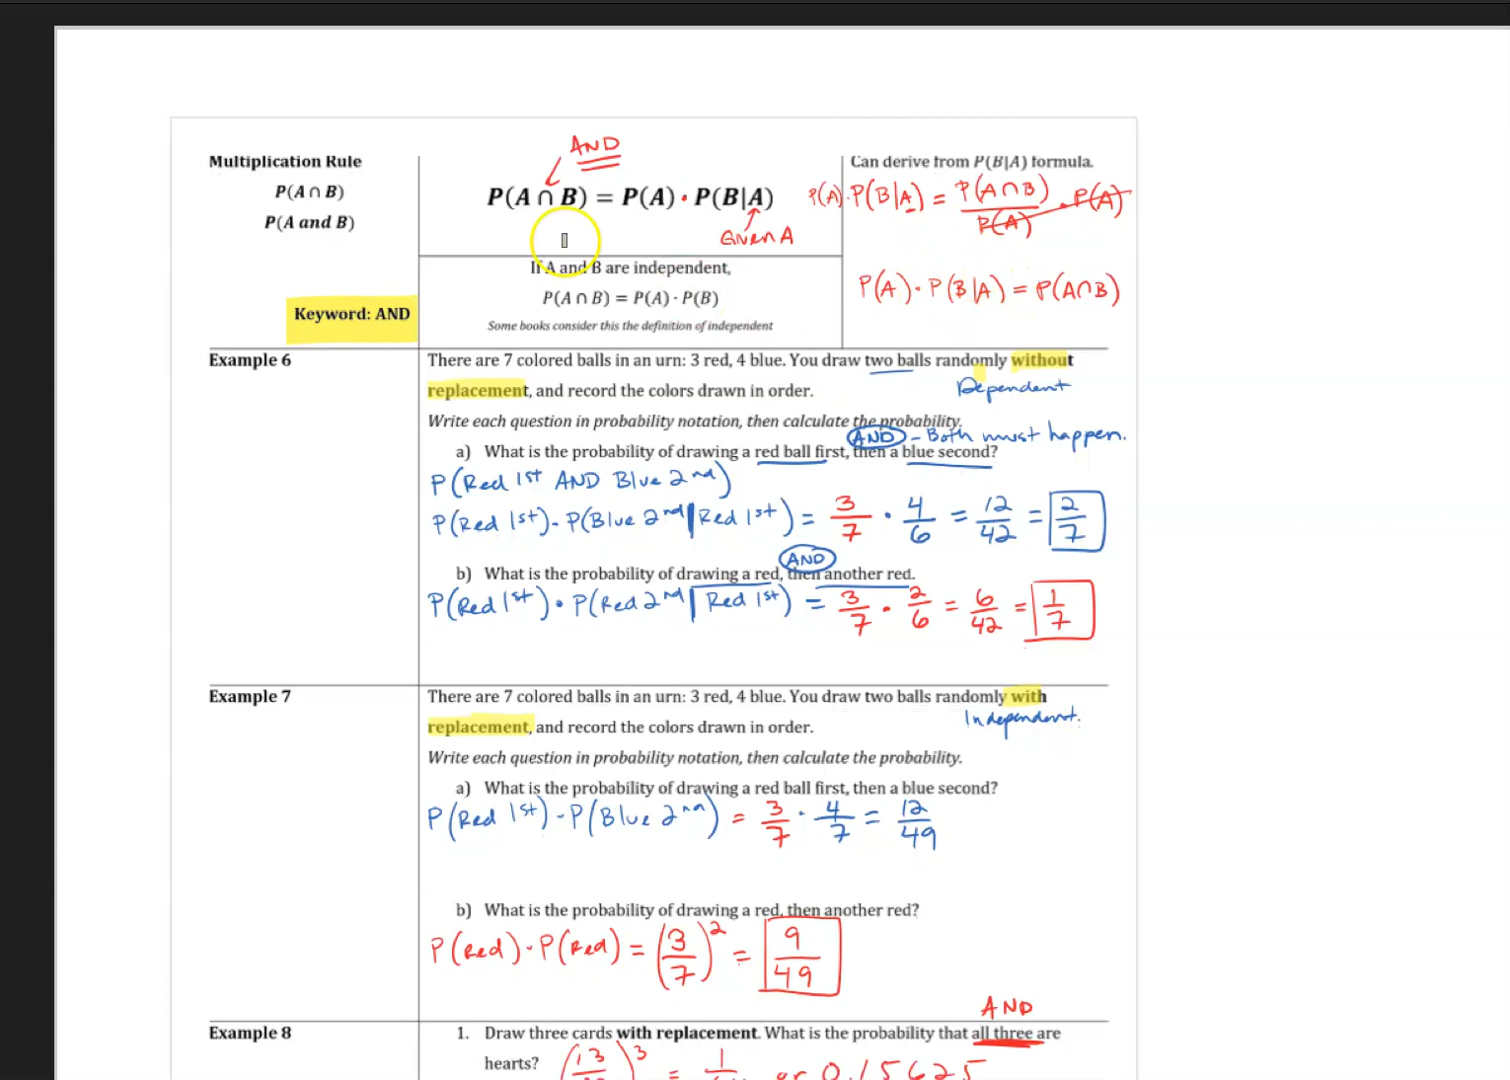 AND
Multiplication Rule
P(A ∩ B)
P(A and B)
Keyword: AND
P(A ∩ B) = P(A) · P(B|A)
Given A
If A and B are independent,
P(A ∩ B) = P(A) · P(B)
Some books consider this the definition of independent
Can derive from P(B|A) formula.
P(A) · P(B|A) = P(A∩B)/P(A) · P(A)
P(A) · P(B|A) = P(A∩B)
Example 6
There are 7 colored balls in an urn: 3 red, 4 blue. You draw two balls randomly without
replacement, and record the colors drawn in order.
Dependent
Write each question in probability notation, then calculate the probability.
AND - Both must happen.
a) What is the probability of drawing a red ball first, then a blue second?
P(Red 1st AND Blue 2nd)
P(Red 1st) · P(Blue 2nd | Red 1st) = 3/7 · 4/6 = 12/42 = 2/7
AND
b) What is the probability of drawing a red, then another red.
P(Red 1st) · P(Red 2nd | Red 1st) = 3/7 · 2/6 = 6/42 = 1/7
Example 7
There are 7 colored balls in an urn: 3 red, 4 blue. You draw two balls randomly with
replacement, and record the colors drawn in order.
Independent.
Write each question in probability notation, then calculate the probability.
a) What is the probability of drawing a red ball first, then a blue second?
P(Red 1st) · P(Blue 2nd) = 3/7 · 4/7 = 12/49
b) What is the probability of drawing a red, then another red?
P(Red) · P(Red) = (3/7)² = 9/49
AND
Example 8
1. Draw three cards with replacement. What is the probability that all three are
hearts? (13/ )³ = 1/ or 0.15625